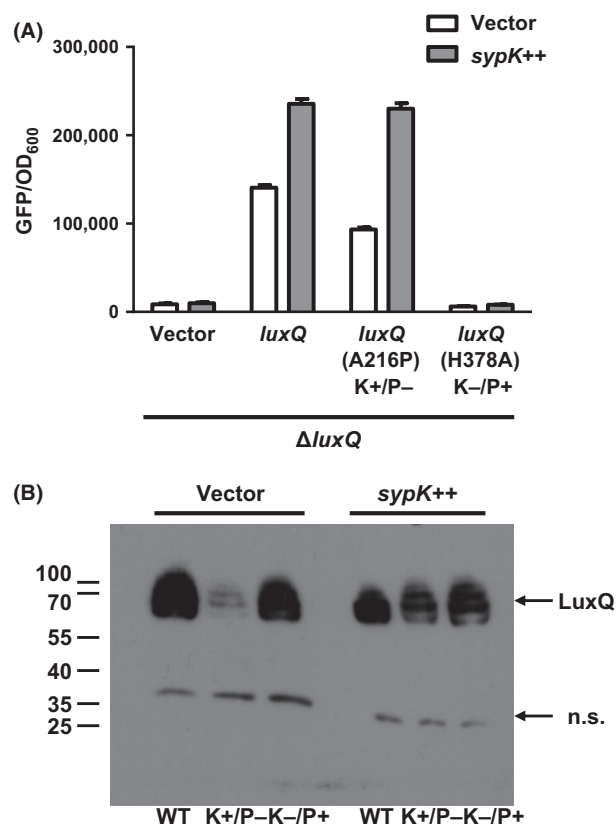 (A)
Vector
sypK++
300,000
200,000
100,000
0
GFP/OD600
Vector
luxQ
luxQ
(A216P)
K+/P–
luxQ
(H378A)
K–/P+
ΔluxQ
(B)
Vector
sypK++
100
70
55
40
35
25
LuxQ
n.s.
WT K+/P–K–/P+
WT K+/P–K–/P+